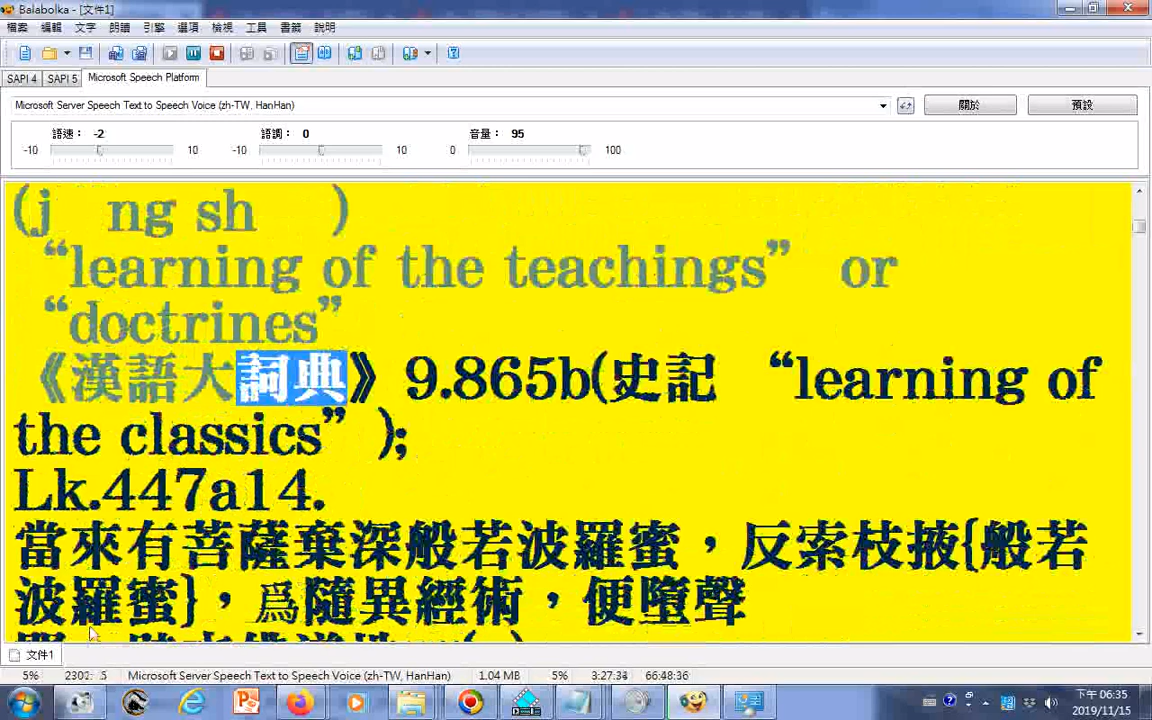 Balabolka - [文件1]
檔案 編輯 文字 朗讀 引擎 選項 檢視 工具 書籤 說明
SAPI 4 SAPI 5 Microsoft Speech Platform
Microsoft Server Speech Text to Speech Voice (zh-TW, HanHan) 關於 預設
語速： -2 語調： 0 音量： 95
-10 10 -10 10 0 100
(j ng sh )
“learning of the teachings” or
“doctrines”
《漢語大詞典》 9.865b(史記 “learning of
the classics” );
Lk.447a14.
當來有菩薩棄深般若波羅蜜，反索枝掖{般若
波羅蜜}，爲隨異經術，便墮聲
文件1
5% Microsoft Server Speech Text to Speech Voice (zh-TW, HanHan) 1.04 MB 5% 3:27:34 66:48:36
下午 06:35
2019/11/15